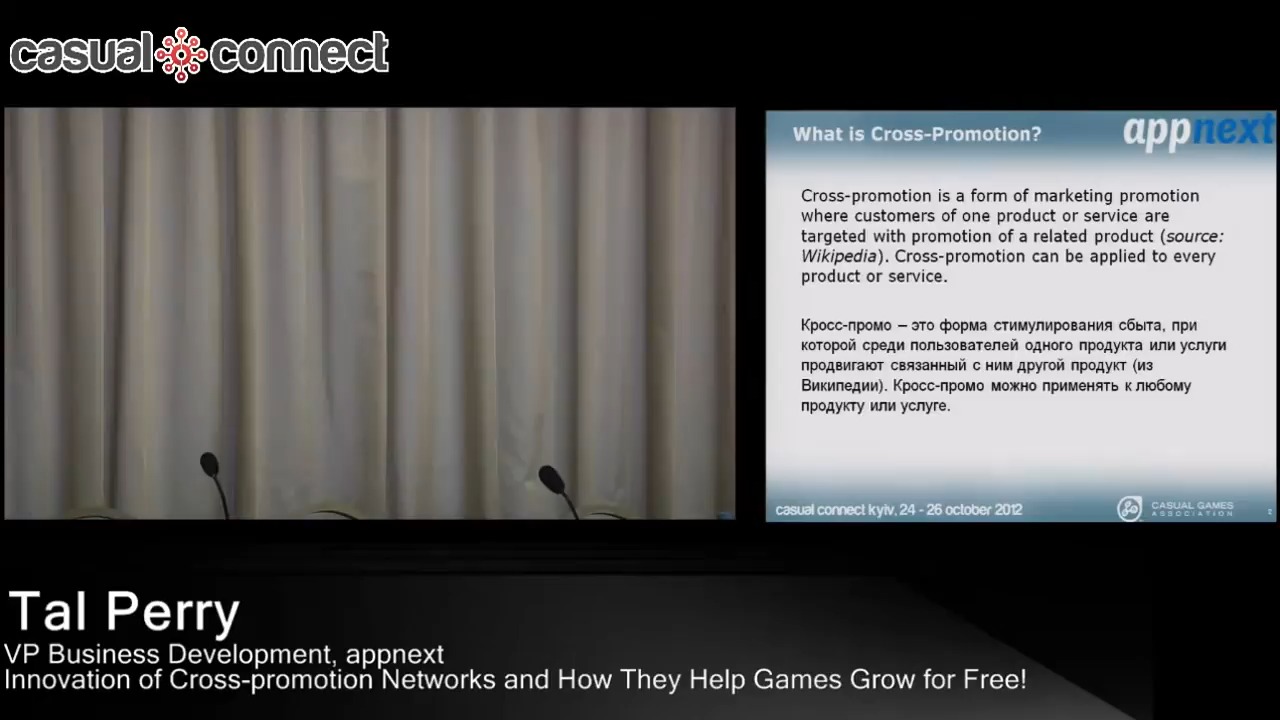 casual connect
What is Cross-Promotion?
appnext
Cross-promotion is a form of marketing promotion
where customers of one product or service are
targeted with promotion of a related product (source:
Wikipedia). Cross-promotion can be applied to every
product or service.
Кросс-промо – это форма стимулирования сбыта, при
которой среди пользователей одного продукта или услуги
продвигают связанный с ним другой продукт (из
Википедии). Кросс-промо можно применять к любому
продукту или услуге.
casual connect kyiv, 24 - 26 october 2012
CASUAL GAMES
ASSOCIATION
2
Tal Perry
VP Business Development, appnext
Innovation of Cross-promotion Networks and How They Help Games Grow for Free!